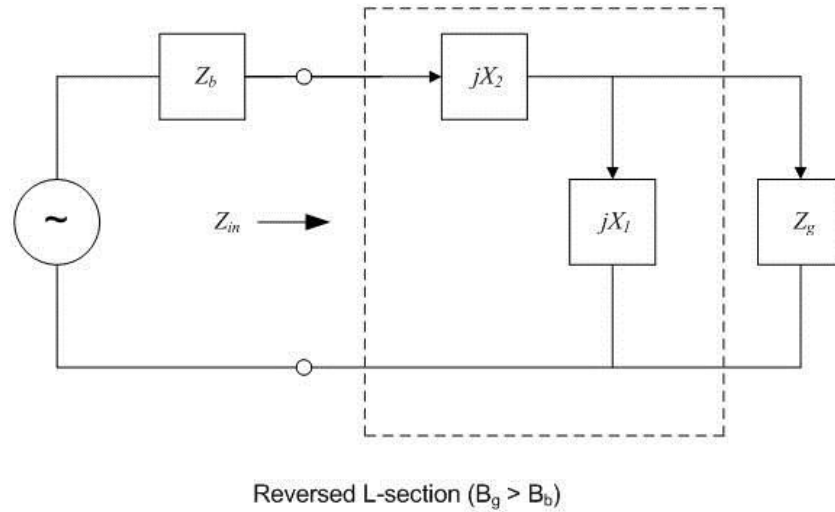 Z_b
jX_2
~
Z_in
jX_1
Z_g
Reversed L-section (B_g > B_b)